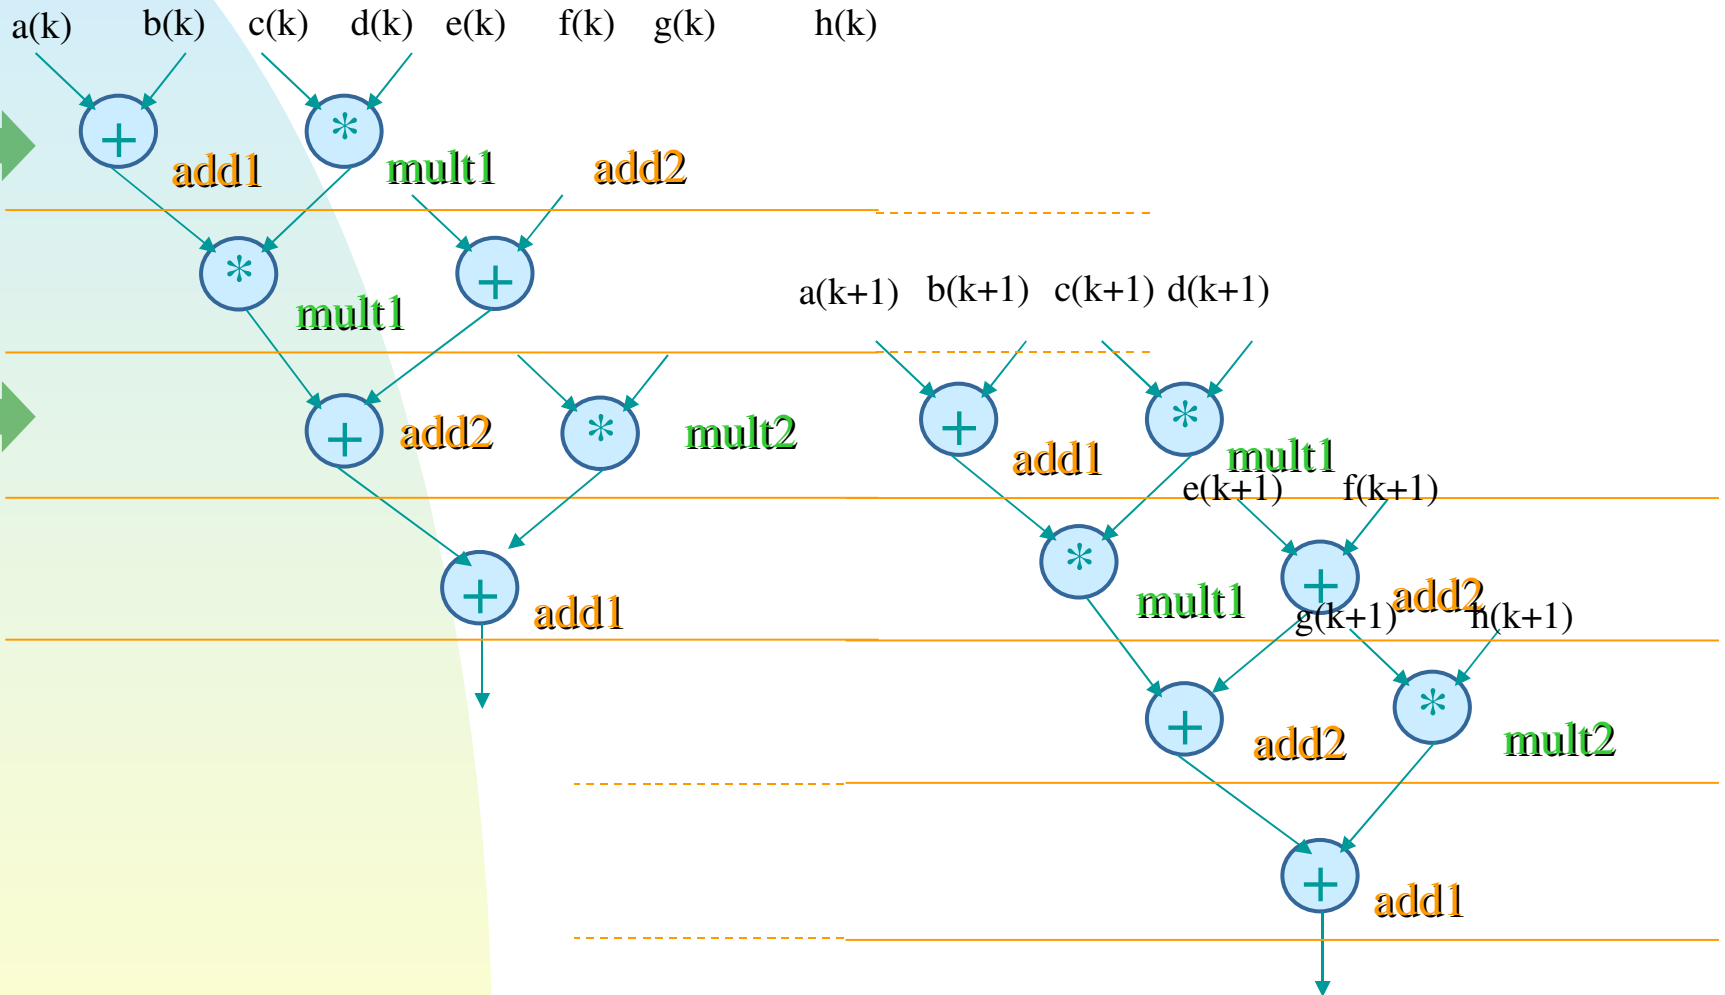 a(k) b(k) c(k) d(k) e(k) f(k) g(k) h(k)
+ *
add1 mult1 add2
* +
mult1
a(k+1) b(k+1) c(k+1) d(k+1)
+ * + *
add2 mult2 add1 mult1
e(k+1) f(k+1)
+ * +
add1 mult1 add2
g(k+1) h(k+1)
+ *
add2 mult2
+
add1